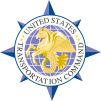 UNITED STATES
TRANSPORTATION COMMAND